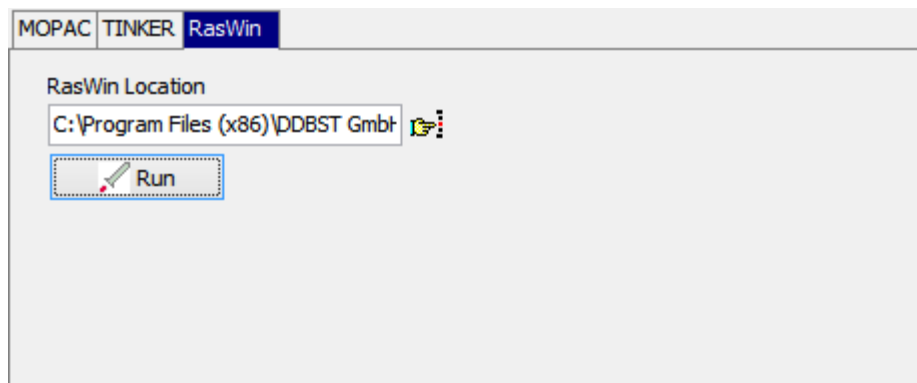 MOPAC TINKER RasWin
RasWin Location
C:\Program Files (x86)\DDBST GmbH
Run